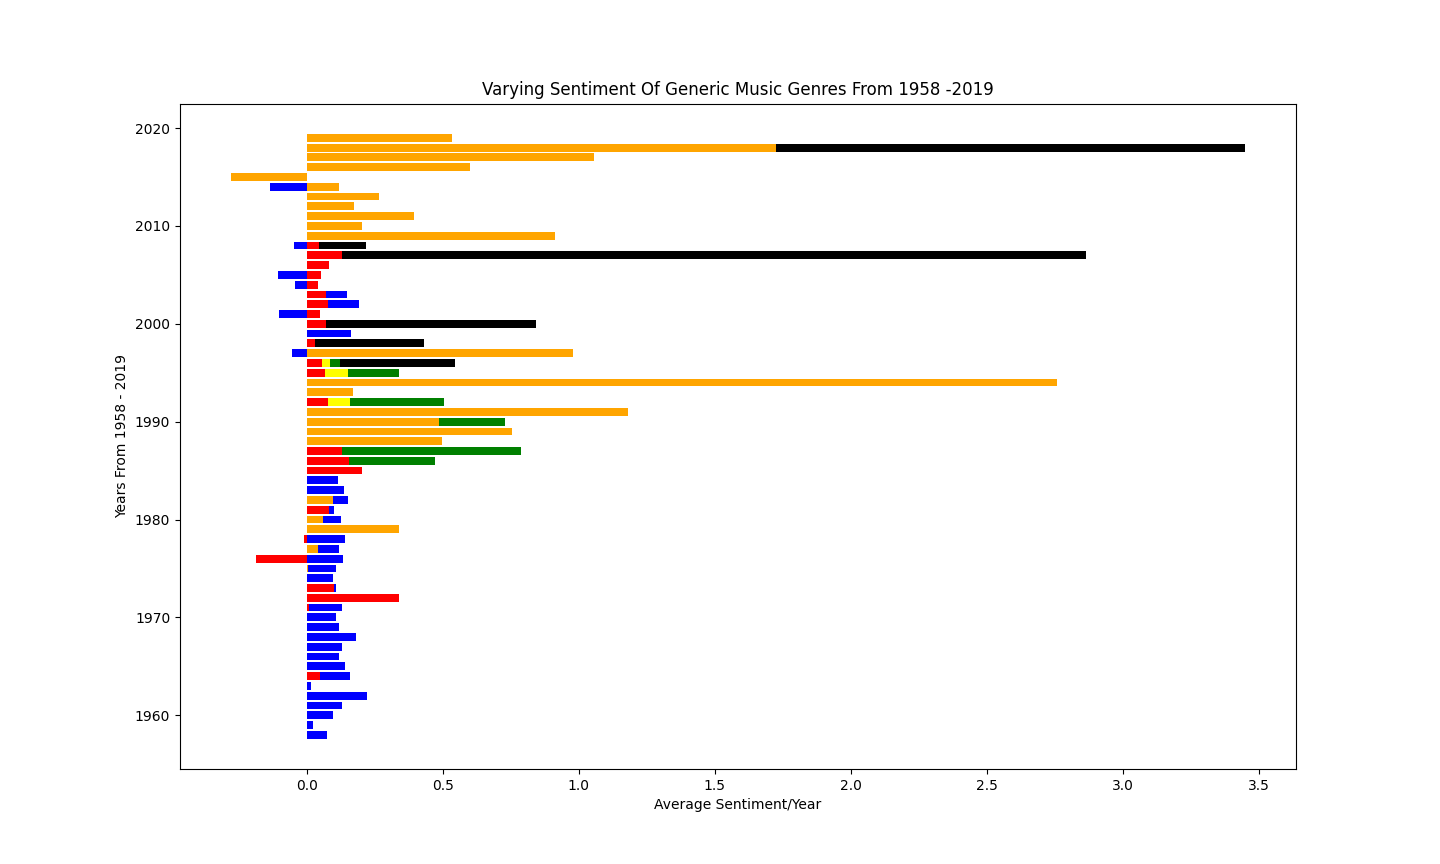 Varying Sentiment Of Generic Music Genres From 1958 -2019
Years From 1958 - 2019
2020
2010
2000
1990
1980
1970
1960
0.0 0.5 1.0 1.5 2.0 2.5 3.0 3.5
Average Sentiment/Year